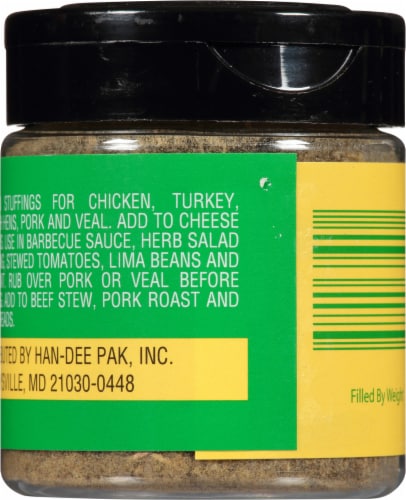 STUFFINGS FOR CHICKEN, TURKEY,
HENS, PORK AND VEAL. ADD TO CHEESE
USE IN BARBECUE SAUCE, HERB SALAD
STEWED TOMATOES, LIMA BEANS AND
RUB OVER PORK OR VEAL BEFORE
ADD TO BEEF STEW, PORK ROAST AND
UTED BY HAN-DEE PAK, INC.
SVILLE, MD 21030-0448
Filled By Weight